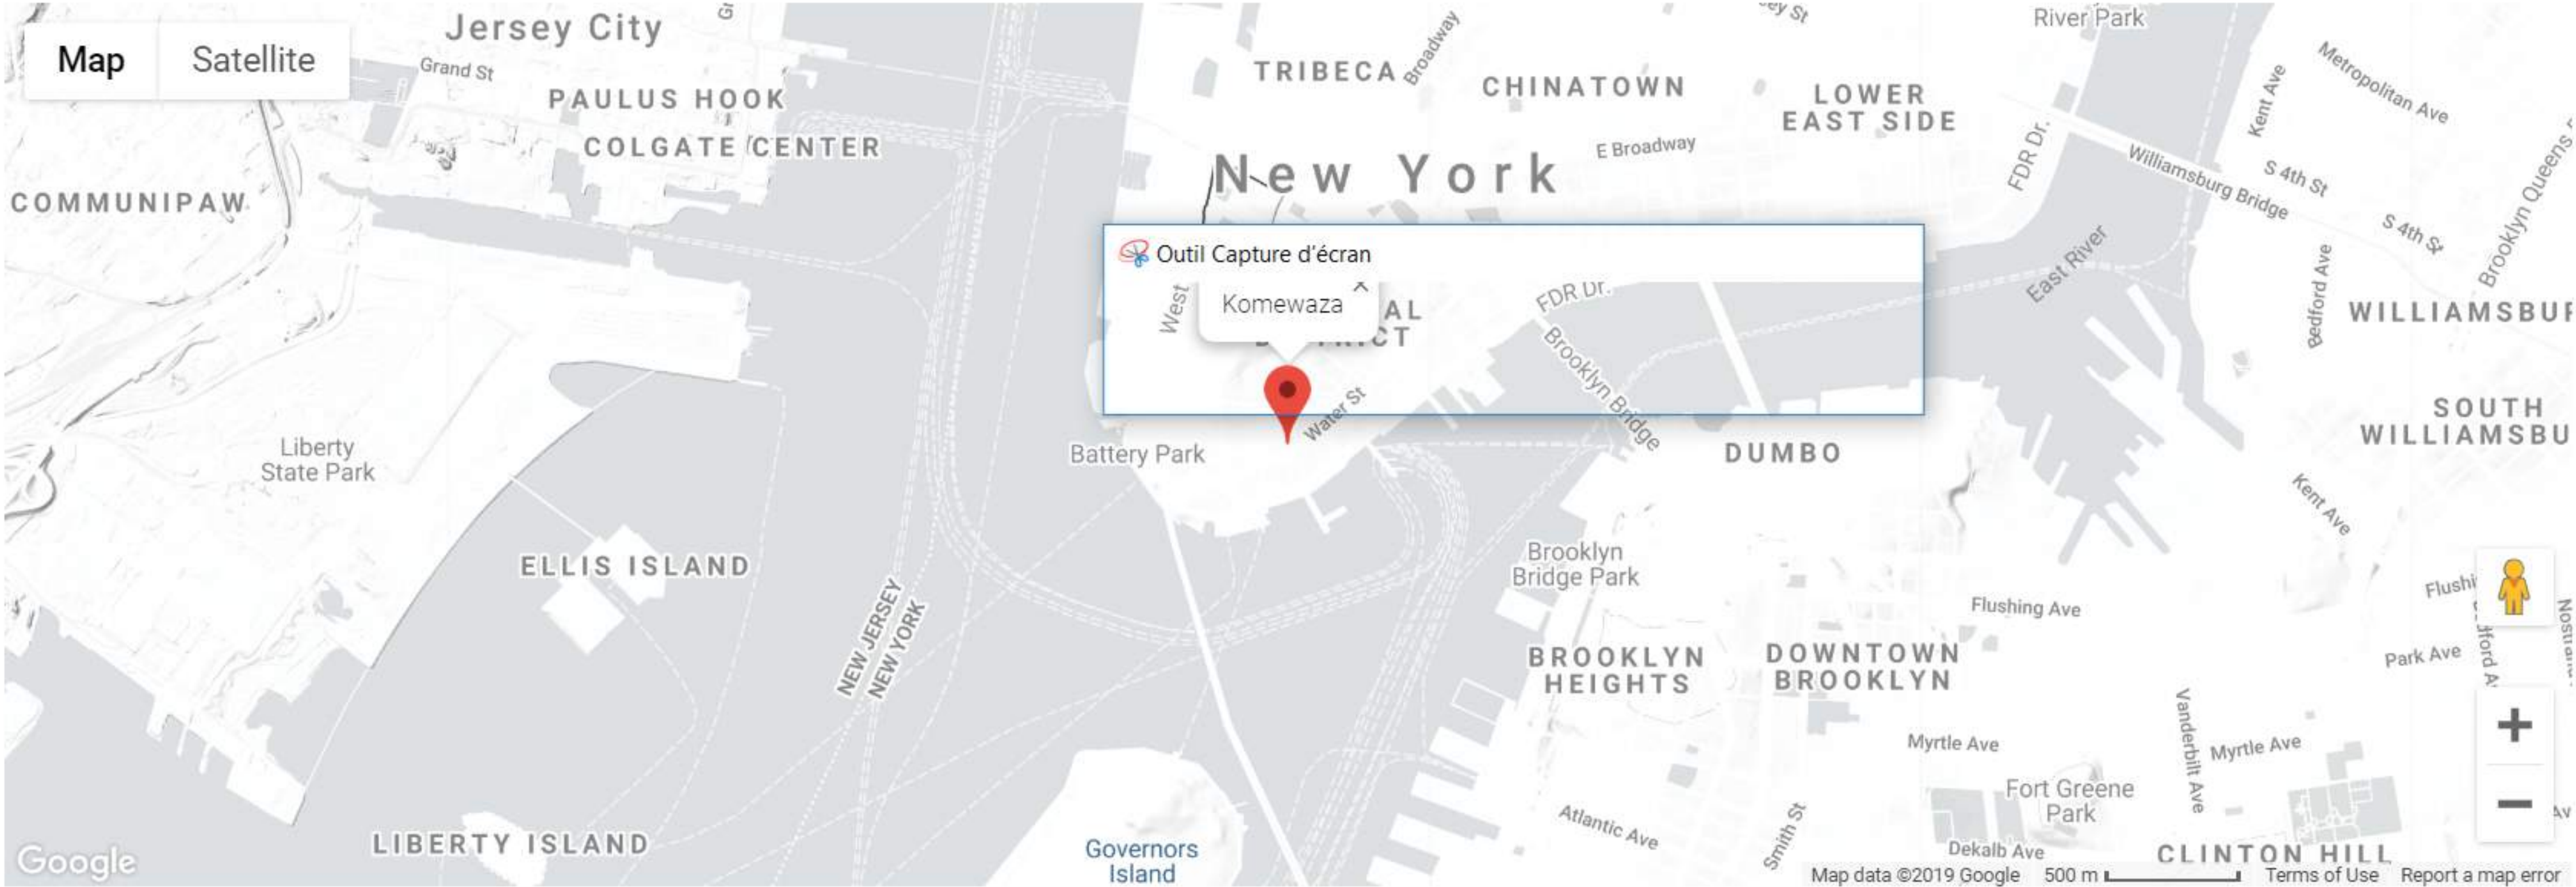 Map
Satellite
Jersey City
Grand St
PAULUS HOOK
COLGATE CENTER
COMMUNIPAW
TRIBECA
Broadway
CHINATOWN
LOWER
EAST SIDE
E Broadway
New York
River Park
FDR Dr.
Kent Ave
Metropolitan Ave
Williamsburg Bridge
S 4th St
S 4th St
Brooklyn Queens
Outil Capture d'écran
Komewaza
West
AL
CT
FDR Dr.
Brooklyn Bridge
East River
Bedford Ave
WILLIAMSBUR
SOUTH
WILLIAMSBU
Water St
Battery Park
DUMBO
Liberty
State Park
ELLIS ISLAND
NEW JERSEY
NEW YORK
Brooklyn
Bridge Park
Kent Ave
Flushi
Flushing Ave
BROOKLYN
HEIGHTS
DOWNTOWN
BROOKLYN
Park Ave
Vanderbilt Ave
Myrtle Ave
Myrtle Ave
Fort Greene
Park
Atlantic Ave
Smith St
Dekalb Ave
CLINTON HILL
LIBERTY ISLAND
Governors
Island
Google
Map data ©2019 Google
500 m
Terms of Use
Report a map error